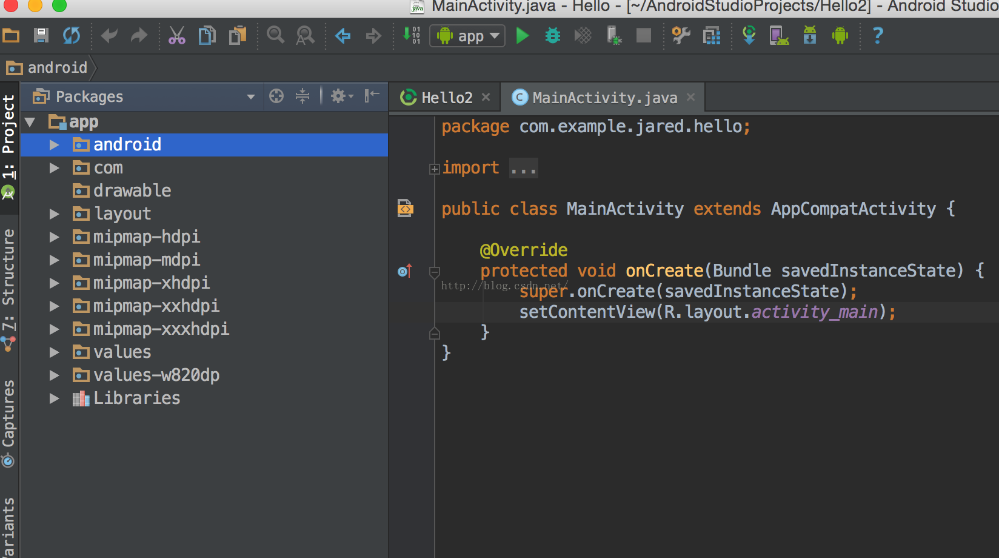 MainActivity.java - Hello - [~/AndroidStudioProjects/Hello2] - Android Studio
app
android
Packages
Hello2
MainActivity.java
1: Project
7: Structure
Captures
app
android
com
drawable
layout
mipmap-hdpi
mipmap-mdpi
mipmap-xhdpi
mipmap-xxhdpi
mipmap-xxxhdpi
values
values-w820dp
Libraries
package com.example.jared.hello;
import ...
public class MainActivity extends AppCompatActivity {
@Override
protected void onCreate(Bundle savedInstanceState) {
http://blog.csdn.net/
super.onCreate(savedInstanceState);
setContentView(R.layout.activity_main);
}
}